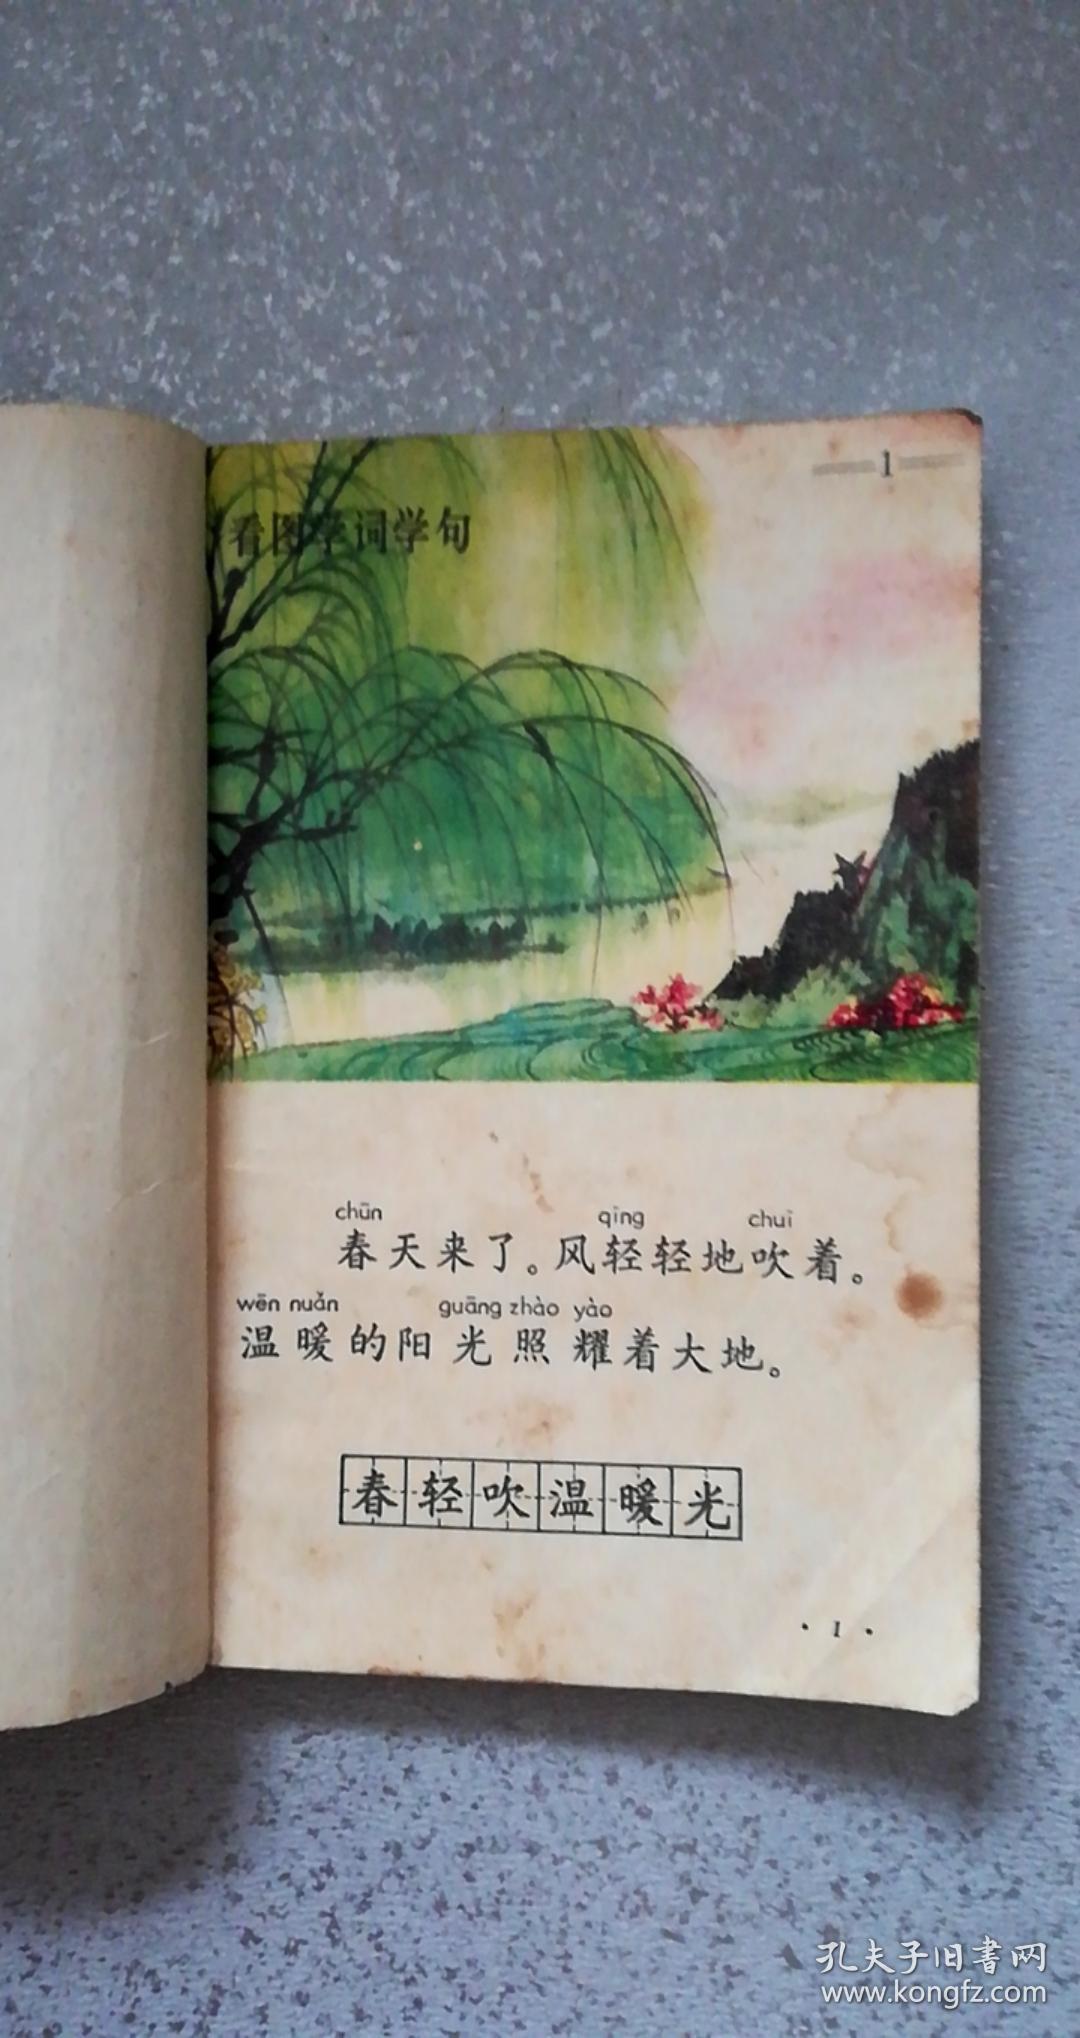 1
看图学词学句
chūn qīng chuī
春天来了。风轻轻地吹着。
wēn nuǎn guāng zhào yào
温暖的阳光照耀着大地。
春轻吹温暖光
· 1 ·
孔夫子旧書网
www.kongfz.com